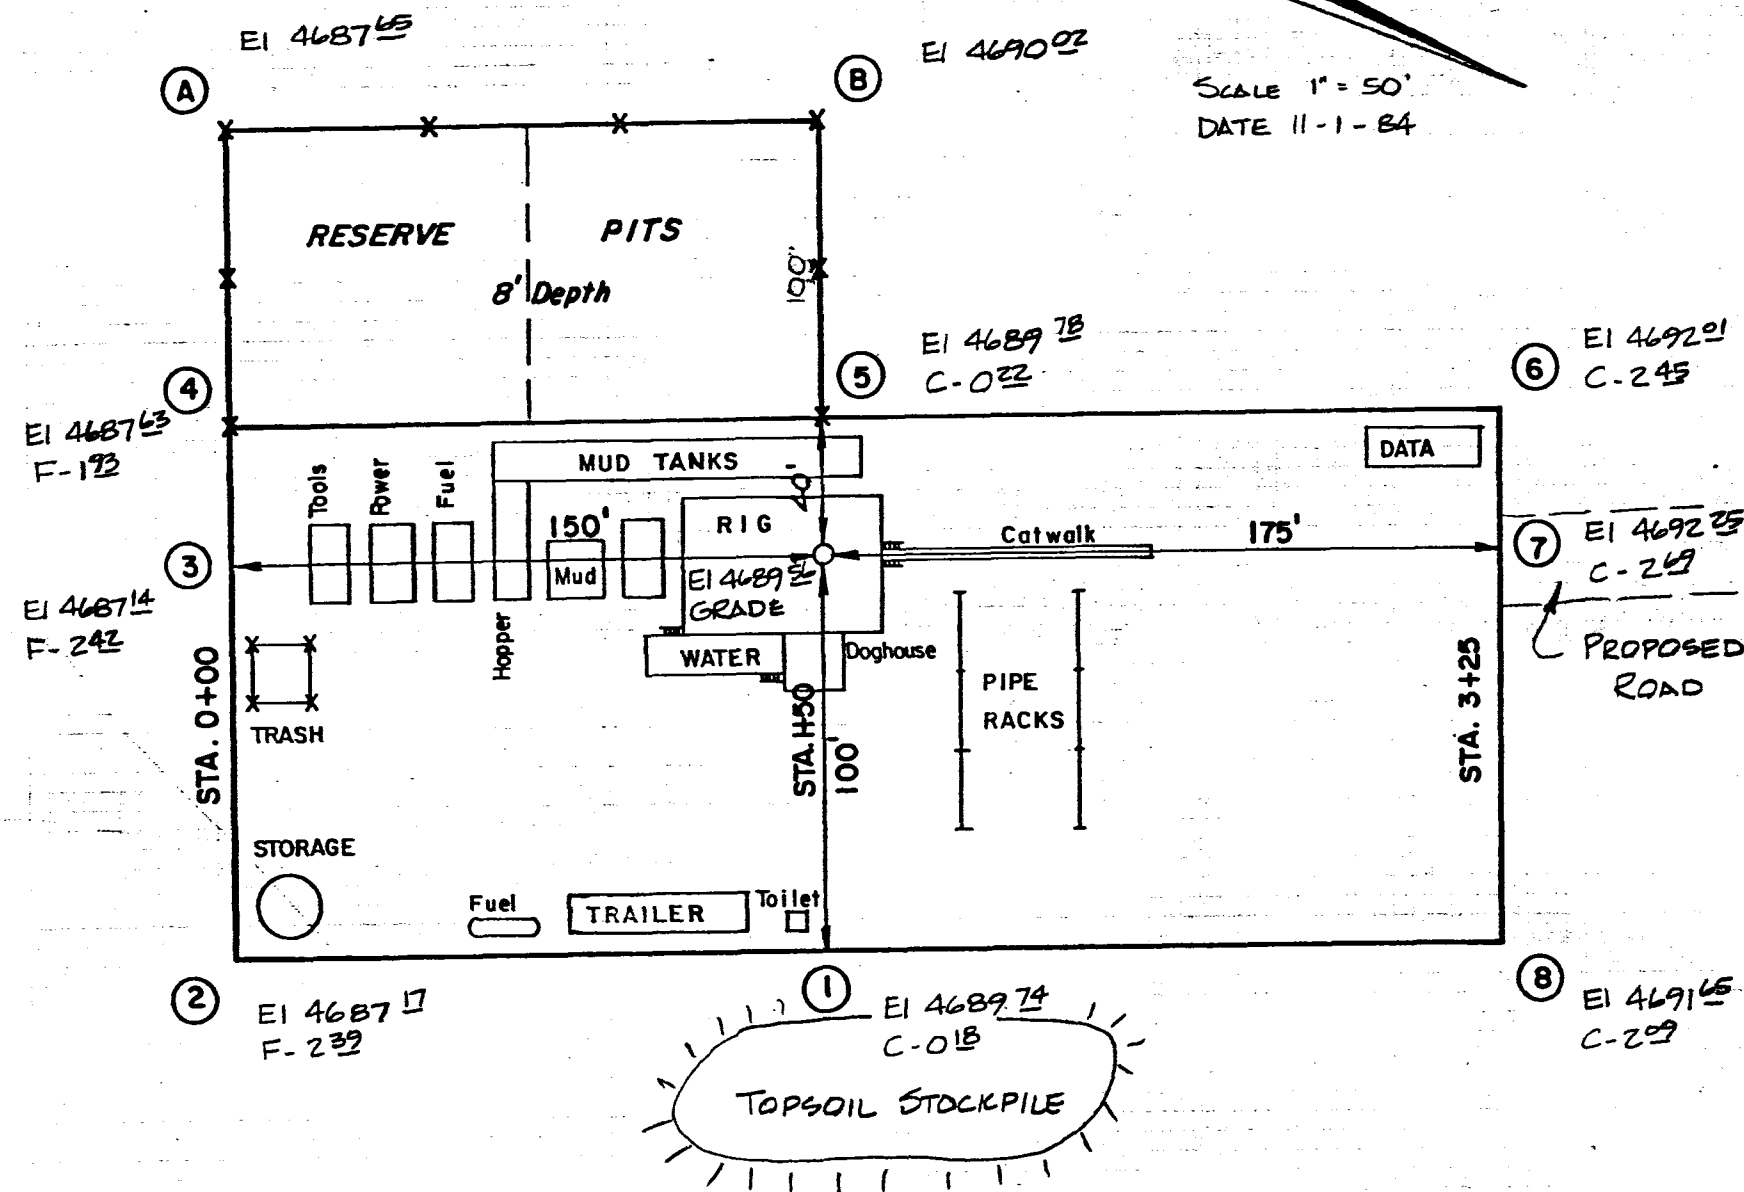 El 4687 65
A
B
El 4690 02
SCALE 1" = 50'
DATE 11-1-84
RESERVE PITS
8' Depth
100'
4
El 4687 63
F-1 93
5
El 4689 78
C-0 22
6
El 4692 01
C-2 45
Tools
Power
Fuel
MUD TANKS
DATA
150'
Mud
RIG
El 4689 56
GRADE
Catwalk
175'
3
El 4687 14
F-2 42
7
El 4692 25
C-2 69
PROPOSED
ROAD
Hopper
WATER
Doghouse
STA. 0+00
TRASH
STA. H+50
100'
PIPE
RACKS
STA. 3+25
STORAGE
Fuel
TRAILER
Toilet
2
El 4687 17
F-2 39
1
El 4689.74
C-0 18
8
El 4691 65
C-2 09
TOPSOIL STOCKPILE